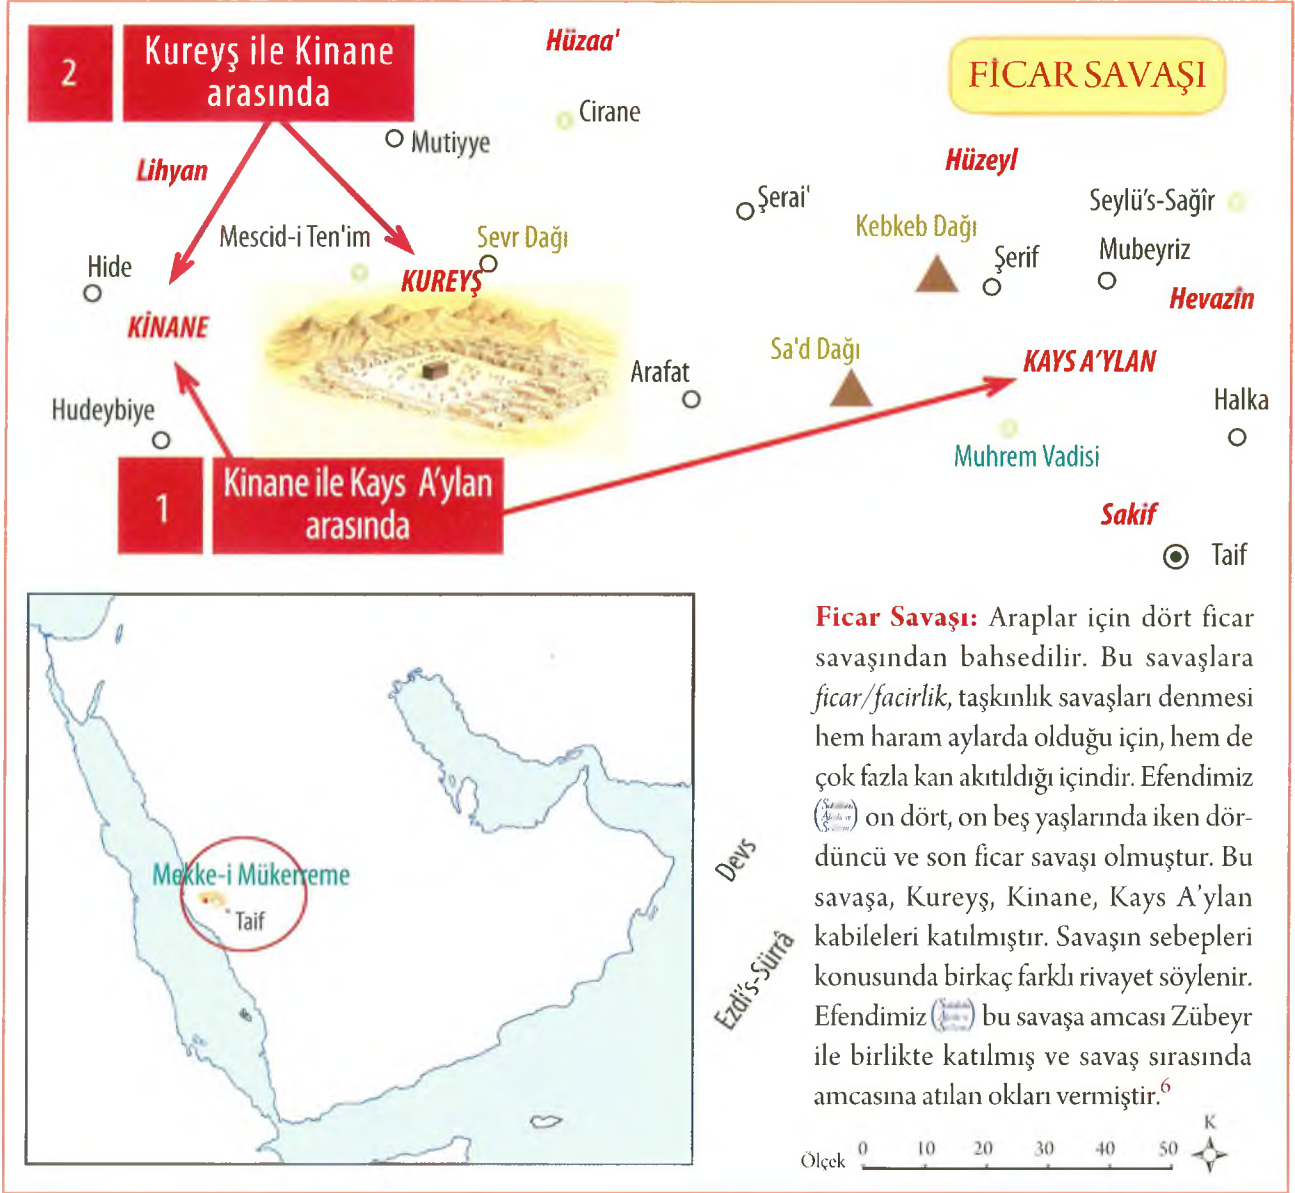 FİCAR SAVAŞI
2
Kureyş ile Kinane
arasında
Hüzaa'
Cirane
Mutiyye
Lihyan
Hüzeyl
Şerai'
Seylü's-Sağîr
Kebkeb Dağı
Mescid-i Ten'im
Sevr Dağı
Şerif
Mubeyriz
Hide
KUREYŞ
Hevazin
KİNANE
Sa'd Dağı
KAYS A'YLAN
Arafat
Hudeybiye
Halka
Muhrem Vadisi
1
Kinane ile Kays A'ylan
arasında
Sakif
Taif
Mekke-i Mükerreme
Taif
Devs
Ezdi's-Sürrâ
Ficar Savaşı: Araplar için dört ficar
savaşından bahsedilir. Bu savaşlara
ficar/facirlik, taşkınlık savaşları denmesi
hem haram aylarda olduğu için, hem de
çok fazla kan akıtıldığı içindir. Efendimiz
on dört, on beş yaşlarında iken dör-
düncü ve son ficar savaşı olmuştur. Bu
savaşa, Kureyş, Kinane, Kays A'ylan
kabileleri katılmıştır. Savaşın sebepleri
konusunda birkaç farklı rivayet söylenir.
Efendimiz bu savaşa amcası Zübeyr
ile birlikte katılmış ve savaş sırasında
amcasına atılan okları vermiştir.6
K
Ölçek 0 10 20 30 40 50